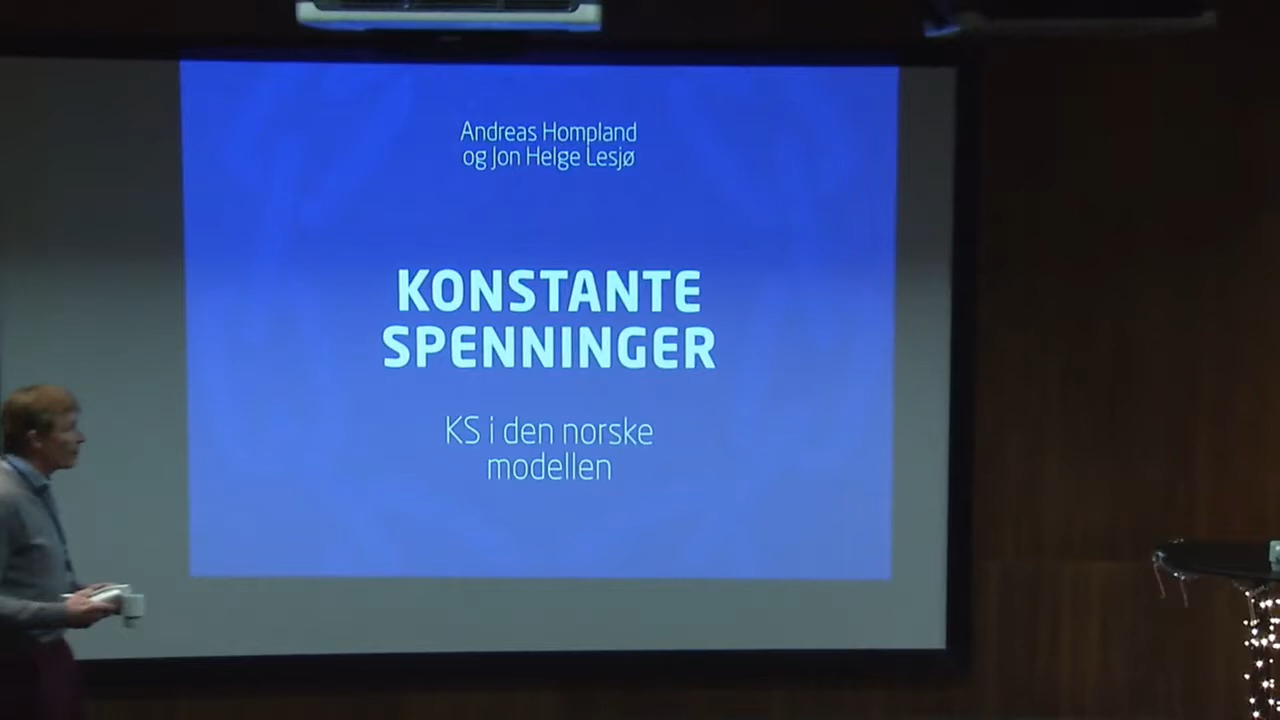 Andreas Hompland
og Jon Helge Lesjø
KONSTANTE
SPENNINGER
KS i den norske
modellen